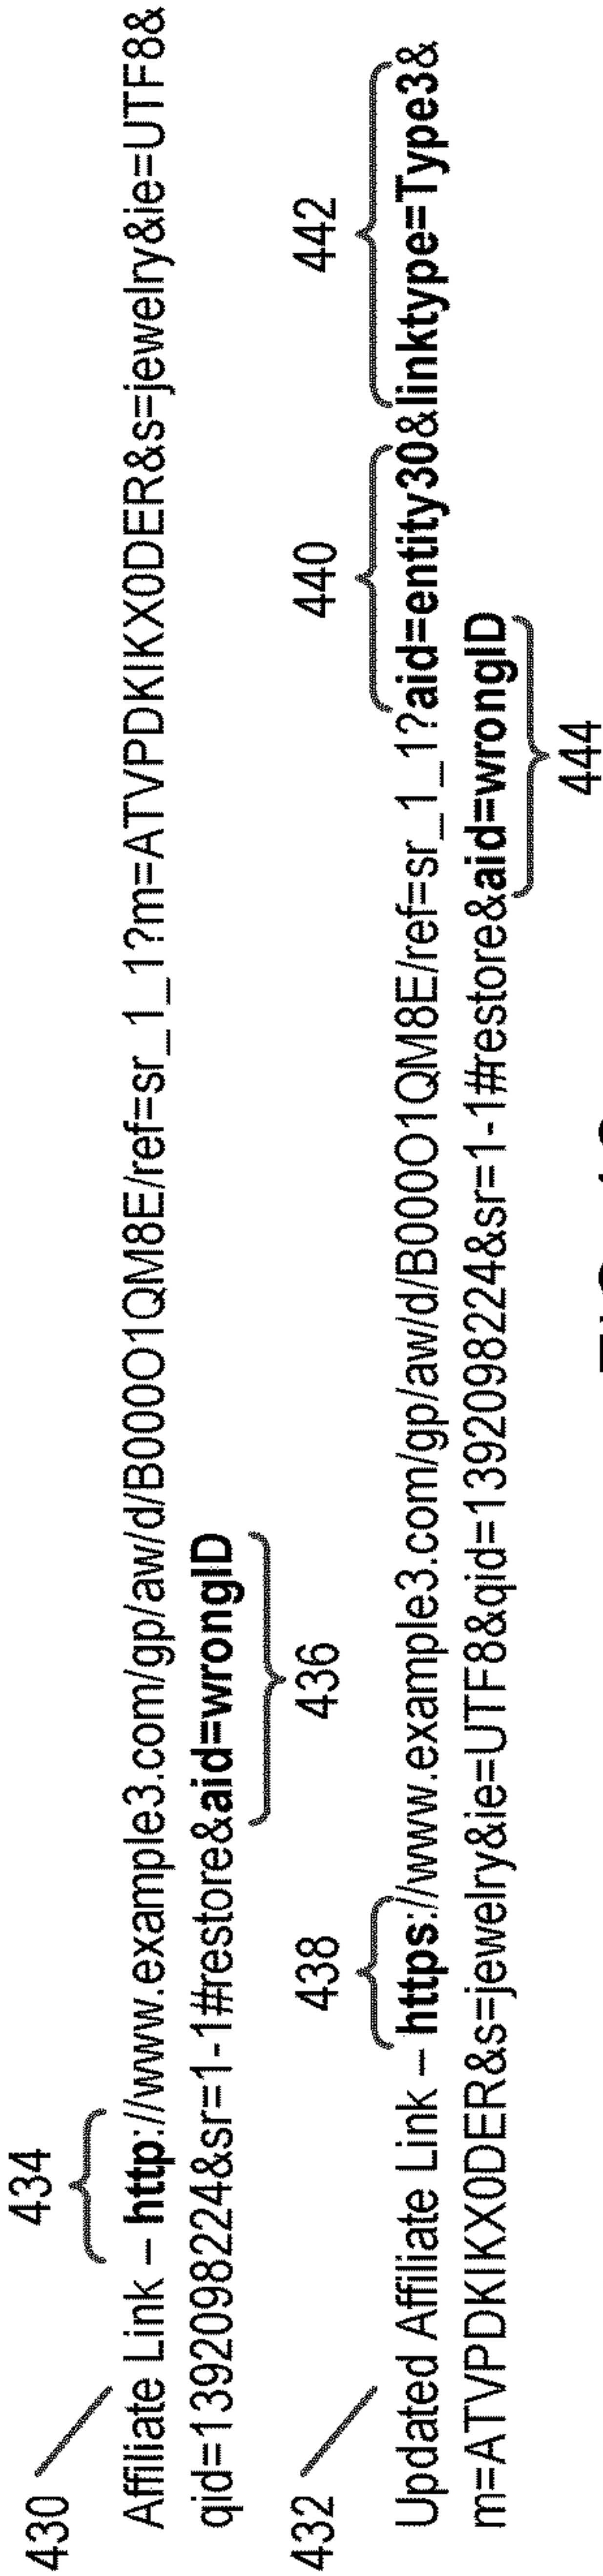 434
430
Affiliate Link – http://www.example3.com/gp/aw/d/B000O1QM8E/ref=sr_1_1?m=ATVPDKIKX0DER&s=jewelry&ie=UTF8&
qid=1392098224&sr=1-1#restore&aid=wrongID
436
432
438
440
442
Updated Affiliate Link – https://www.example3.com/gp/aw/d/B000O1QM8E/ref=sr_1_1?aid=entity30&linktype=Type3&
m=ATVPDKIKX0DER&s=jewelry&ie=UTF8&qid=1392098224&sr=1-1#restore&aid=wrongID
444